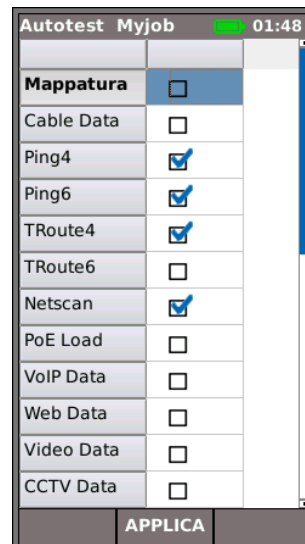 Autotest Myjob 01:48
Mappatura
Cable Data
Ping4
Ping6
TRoute4
TRoute6
Netscan
PoE Load
VoIP Data
Web Data
Video Data
CCTV Data
APPLICA